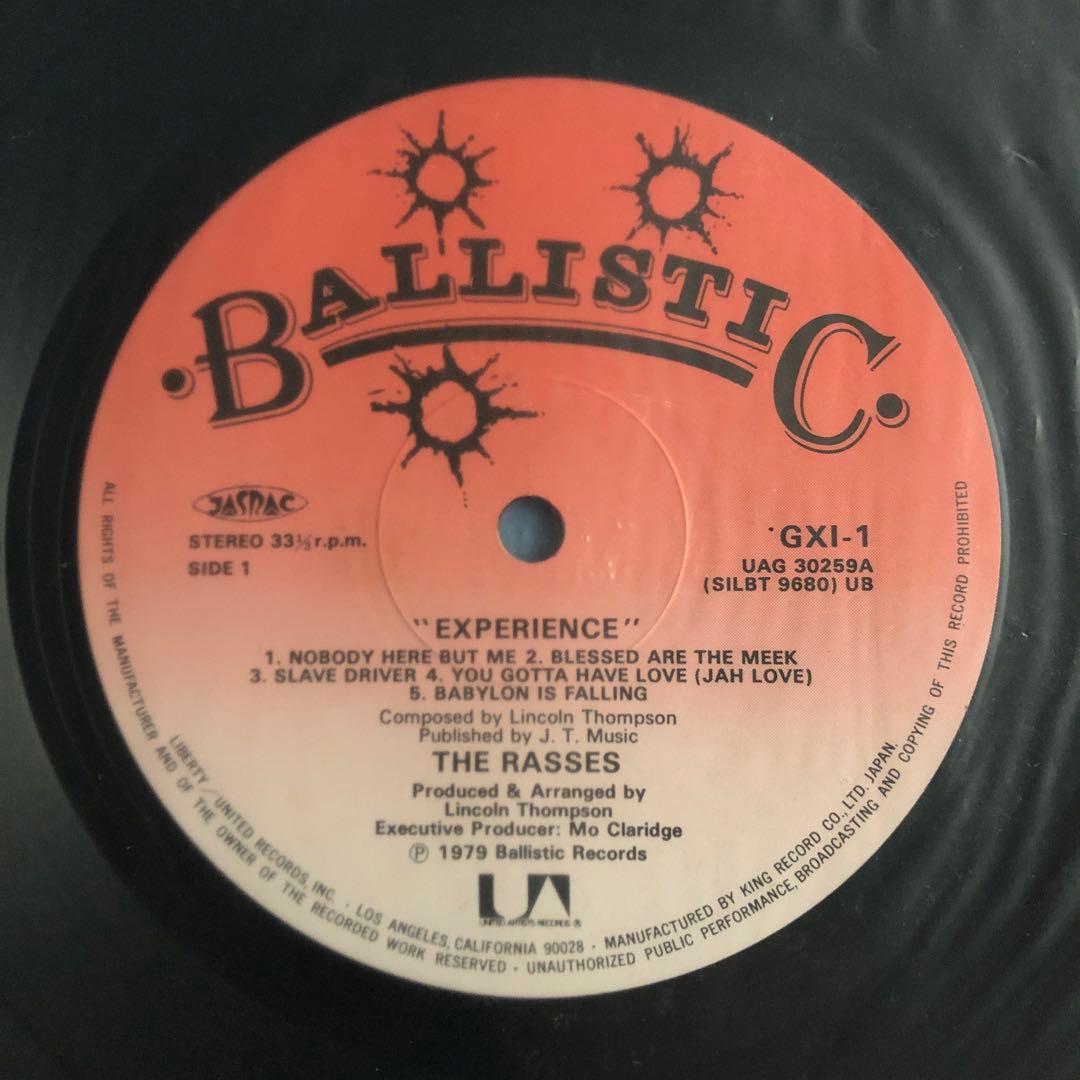 BALLISTIC
JASRAC
STEREO 33⅓ r.p.m.
SIDE 1
GXI-1
UAG 30259A
(SILBT 9680) UB
"EXPERIENCE"
1. NOBODY HERE BUT ME 2. BLESSED ARE THE MEEK
3. SLAVE DRIVER 4. YOU GOTTA HAVE LOVE (JAH LOVE)
5. BABYLON IS FALLING
Composed by Lincoln Thompson
Published by J. T. Music
THE RASSES
Produced & Arranged by
Lincoln Thompson
Executive Producer: Mo Claridge
Ⓟ 1979 Ballistic Records
UA
UNITED ARTISTS RECORDS ®
LIBERTY / UNITED RECORDS, INC. · LOS ANGELES, CALIFORNIA 90028 · MANUFACTURED BY KING RECORD CO., LTD. JAPAN.
ALL RIGHTS OF THE MANUFACTURER AND OF THE OWNER OF THE RECORDED WORK RESERVED · UNAUTHORIZED PUBLIC PERFORMANCE, BROADCASTING AND COPYING OF THIS RECORD PROHIBITED